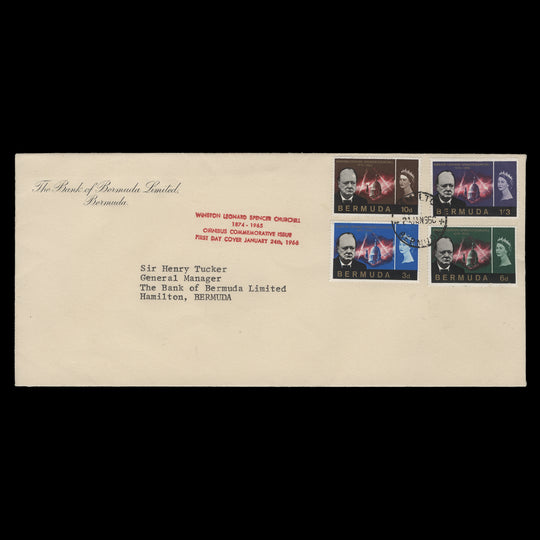 The Bank of Bermuda Limited,
Bermuda.
WINSTON LEONARD SPENCER CHURCHILL
1874 - 1965
OMNIBUS COMMEMORATIVE ISSUE
FIRST DAY COVER JANUARY 24th, 1966
Sir Henry Tucker
General Manager
The Bank of Bermuda Limited
Hamilton, BERMUDA
10d
BERMUDA
1'3
BERMUDA
3d
BERMUDA
6d
BERMUDA